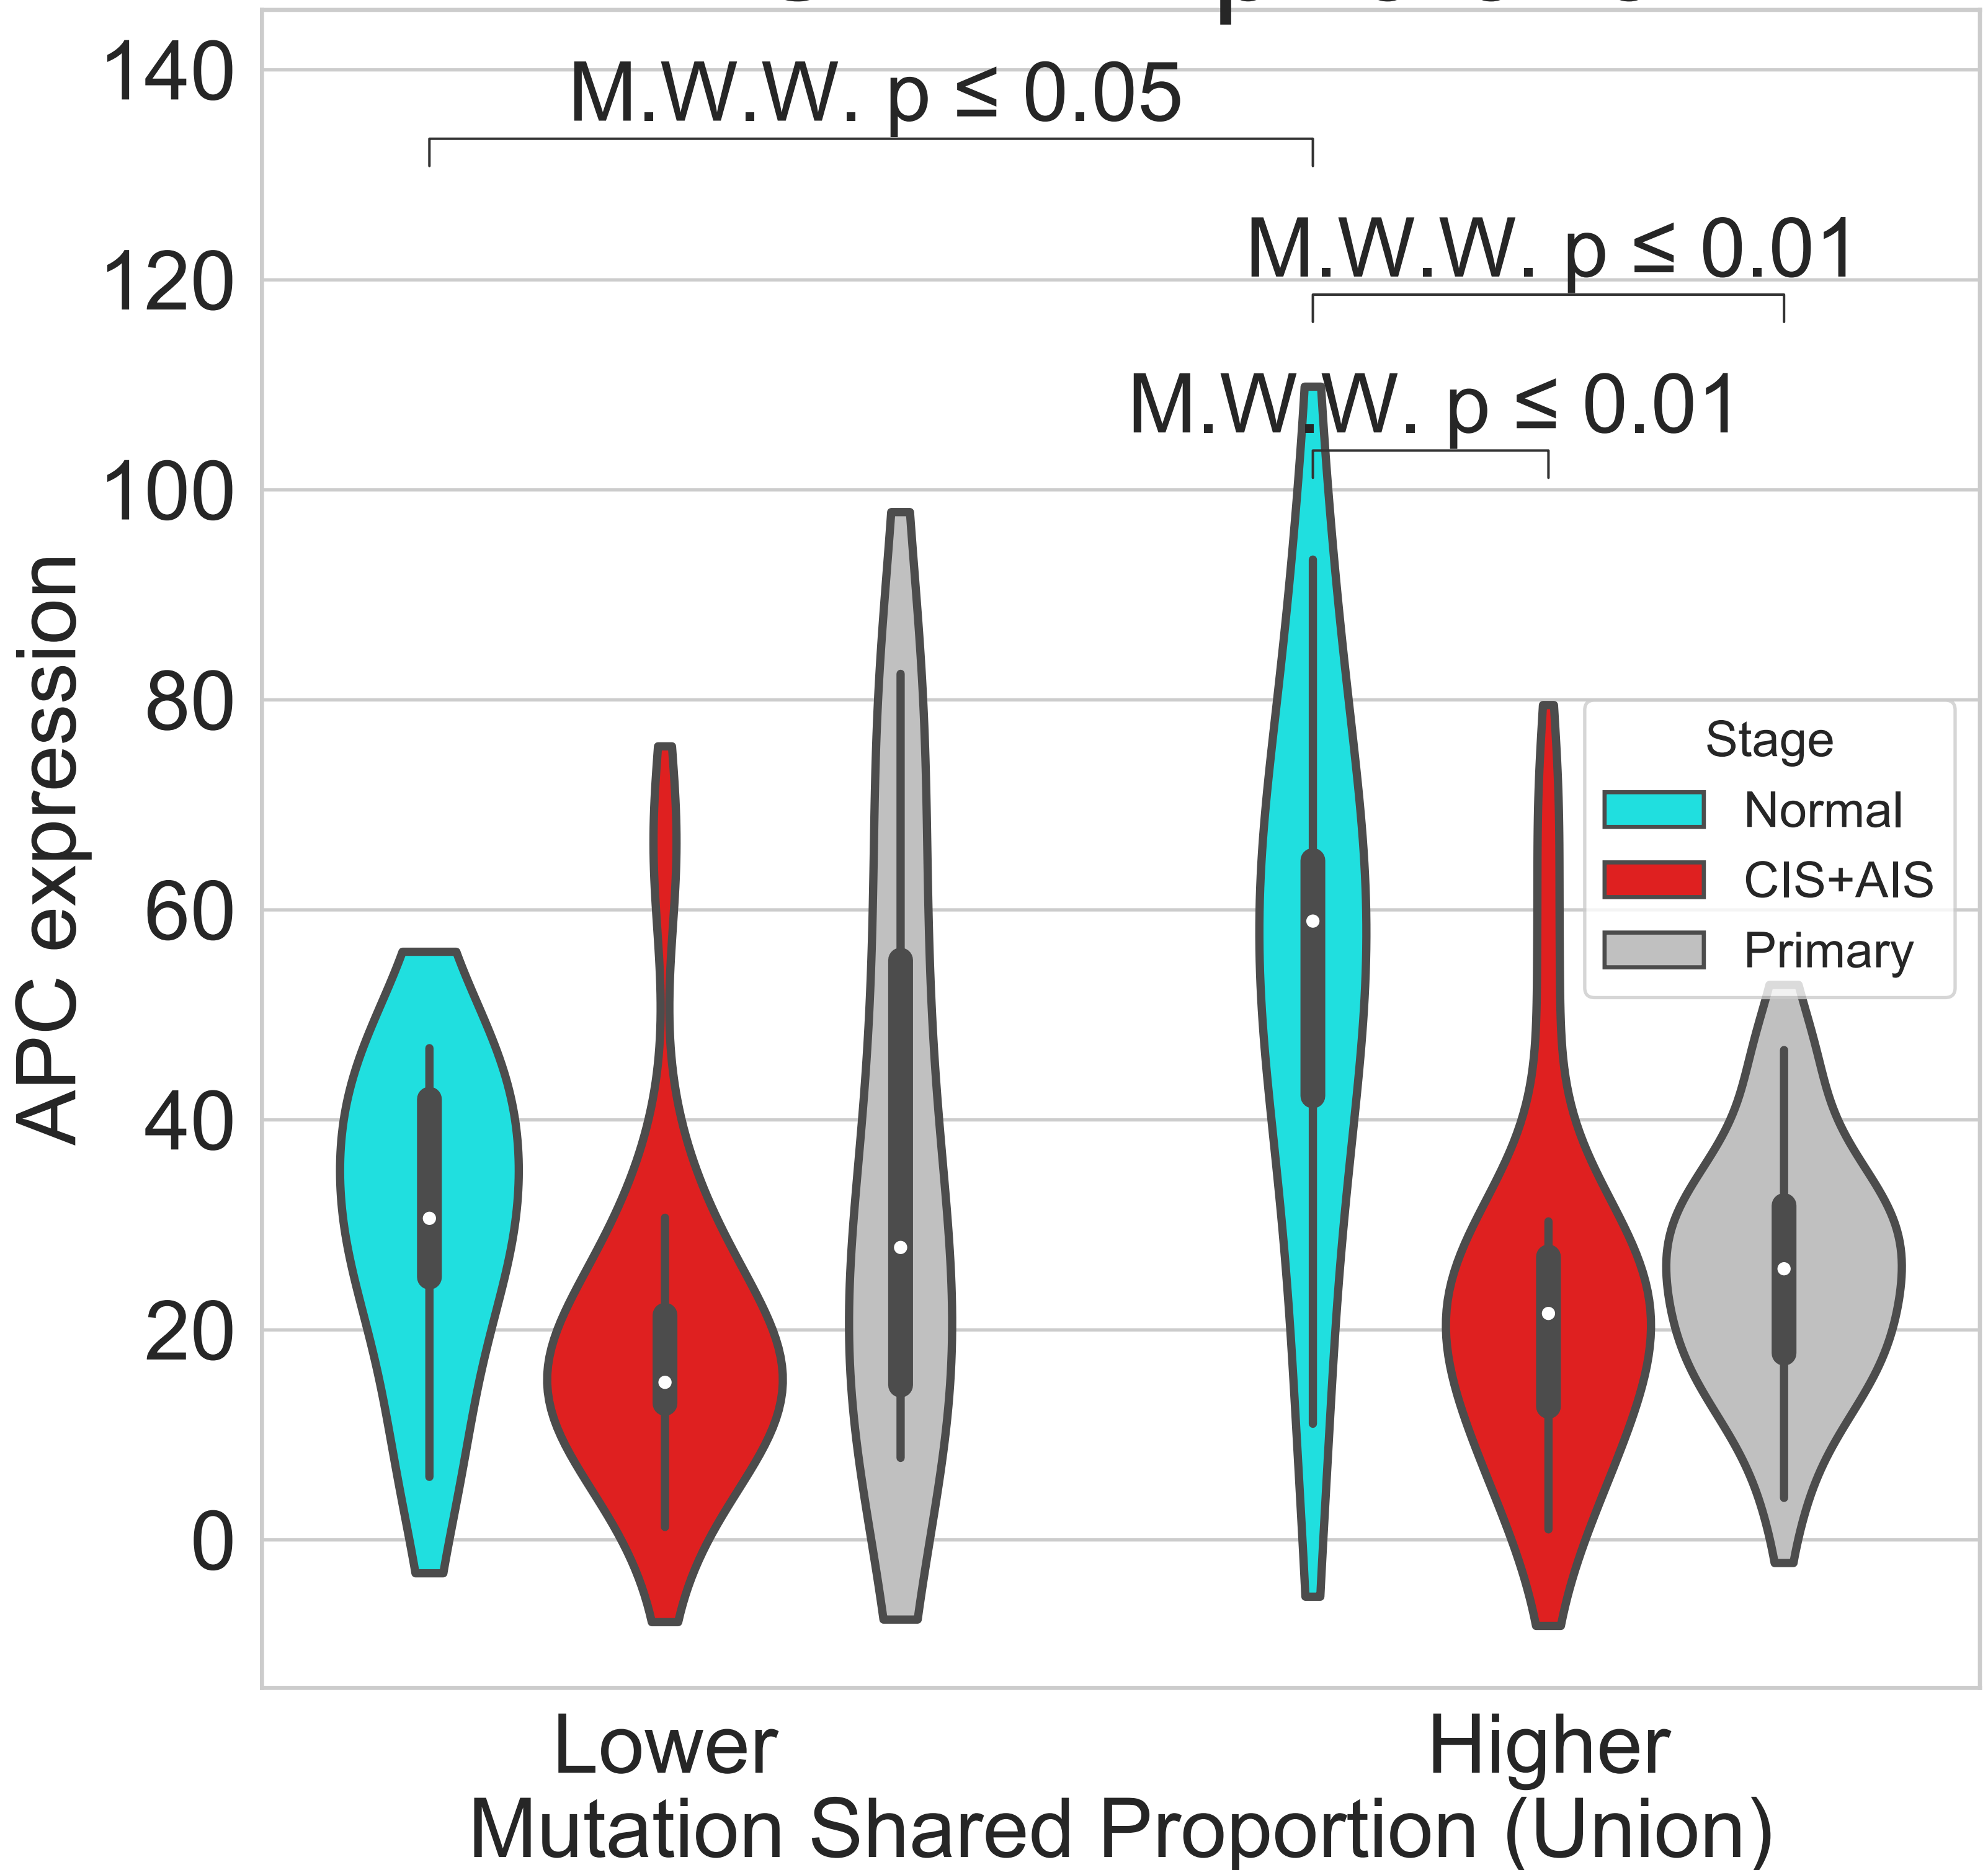 140
M.W.W. p ≤ 0.05
120
M.W.W. p ≤ 0.01
100
M.W.W. p ≤ 0.01
80
60
40
20
0
APC expression
Stage
Normal
CIS+AIS
Primary
Lower
Higher
Mutation Shared Proportion (Union)